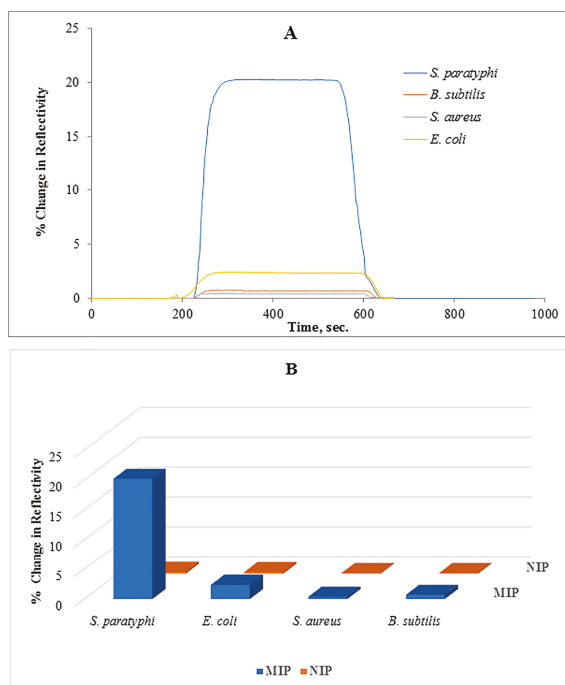 A
25
20
15
10
5
0
% Change in Reflectivity
S. paratyphi
B. subtilis
S. aureus
E. coli
0 200 400 600 800 1000
Time, sec.
B
25
20
15
10
5
0
% Change in Reflectivity
NIP
MIP
S. paratyphi E. coli S. aureus B. subtilis
MIP NIP